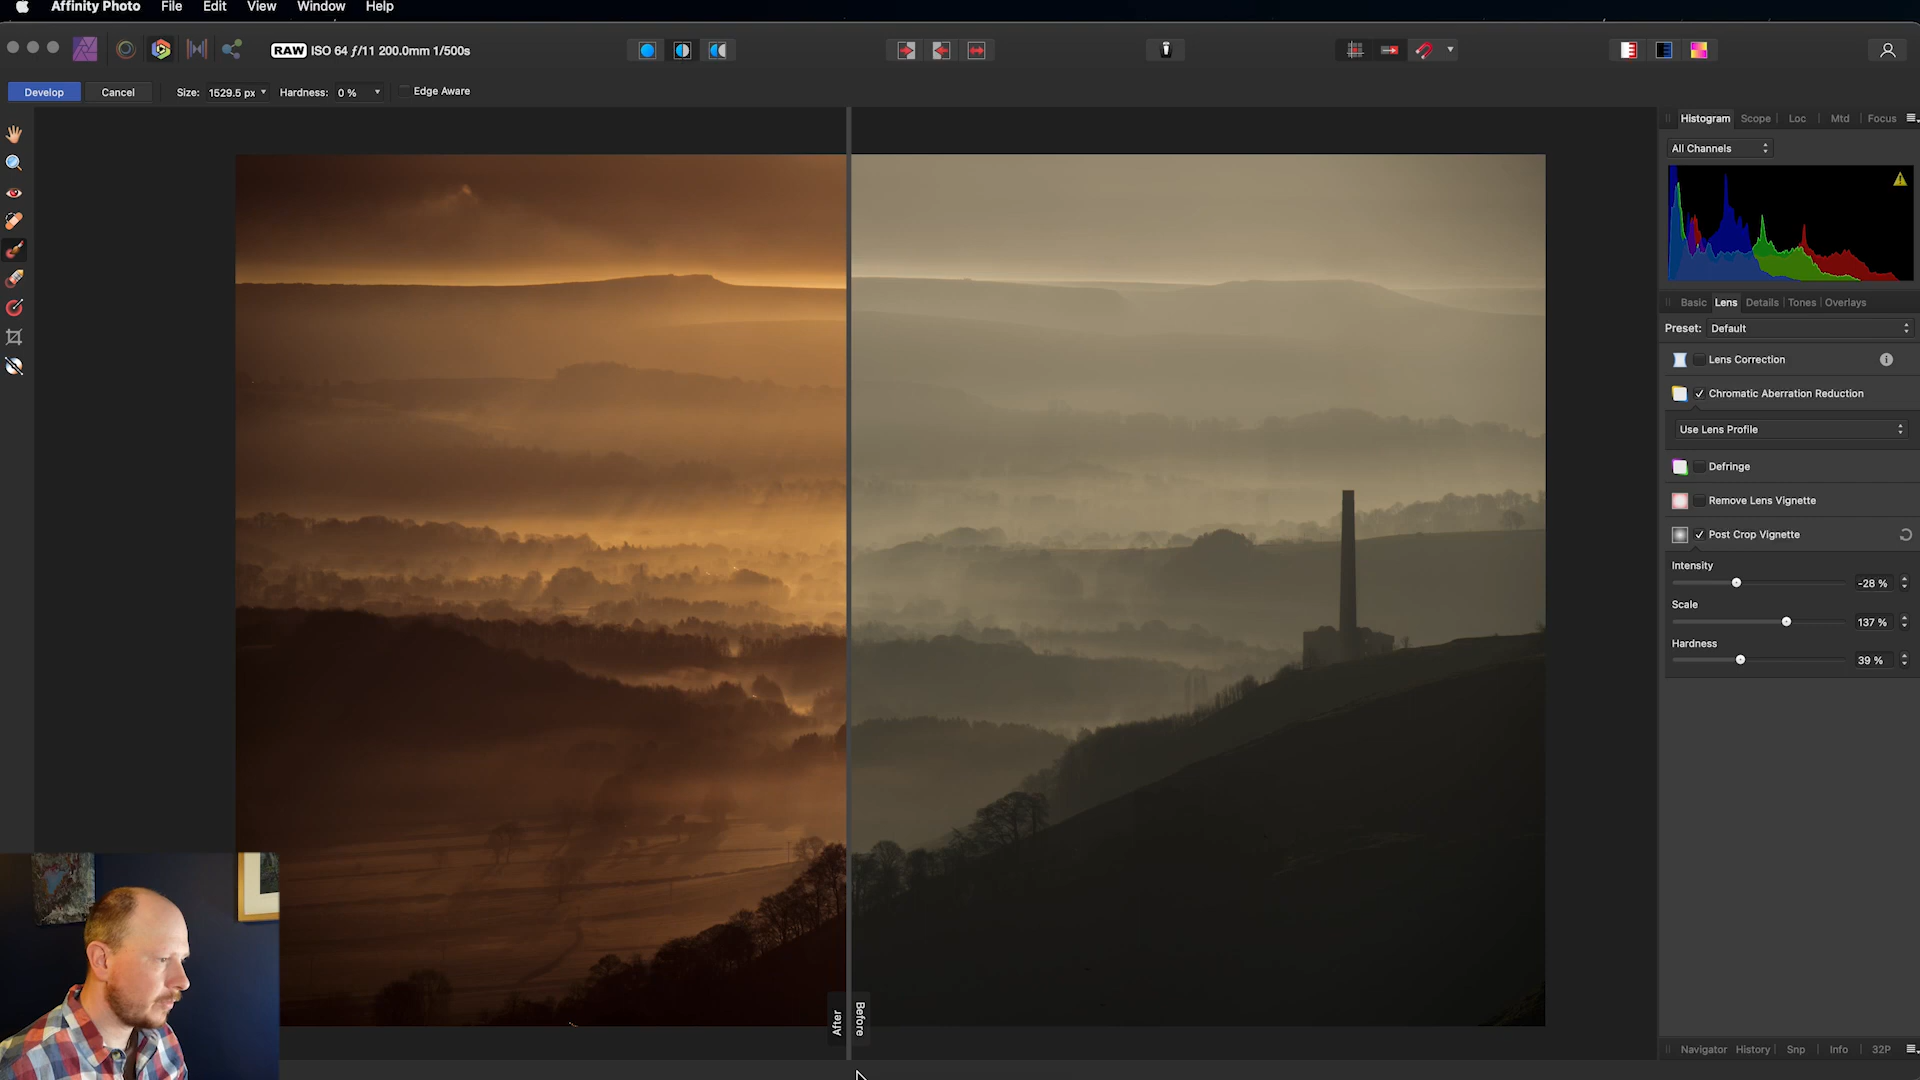 Affinity Photo File Edit View Window Help
RAW ISO 64 ƒ/11 200.0mm 1/500s
Develop Cancel Size: 1529.5 px Hardness: 0 % Edge Aware
Histogram Scope Loc Mtd Focus
All Channels
Basic Lens Details Tones Overlays
Preset: Default
Lens Correction
Chromatic Aberration Reduction
Use Lens Profile
Defringe
Remove Lens Vignette
Post Crop Vignette
Intensity
-28 %
Scale
137 %
Hardness
39 %
After
Before
Navigator History Snp Info 32P